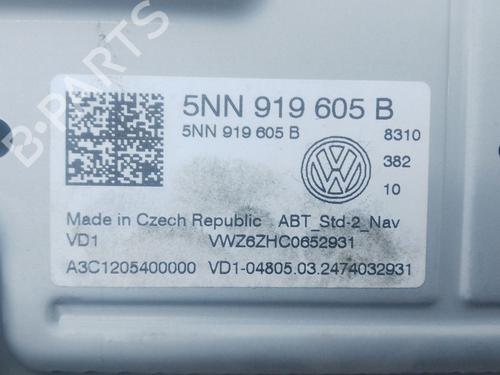 B-PARTS
5NN 919 605 B
5NN 919 605 B
8310
382
10
Made in Czech Republic ABT_Std-2_Nav
VD1 VWZ6ZHC0652931
A3C1205400000 VD1-04805.03.2474032931